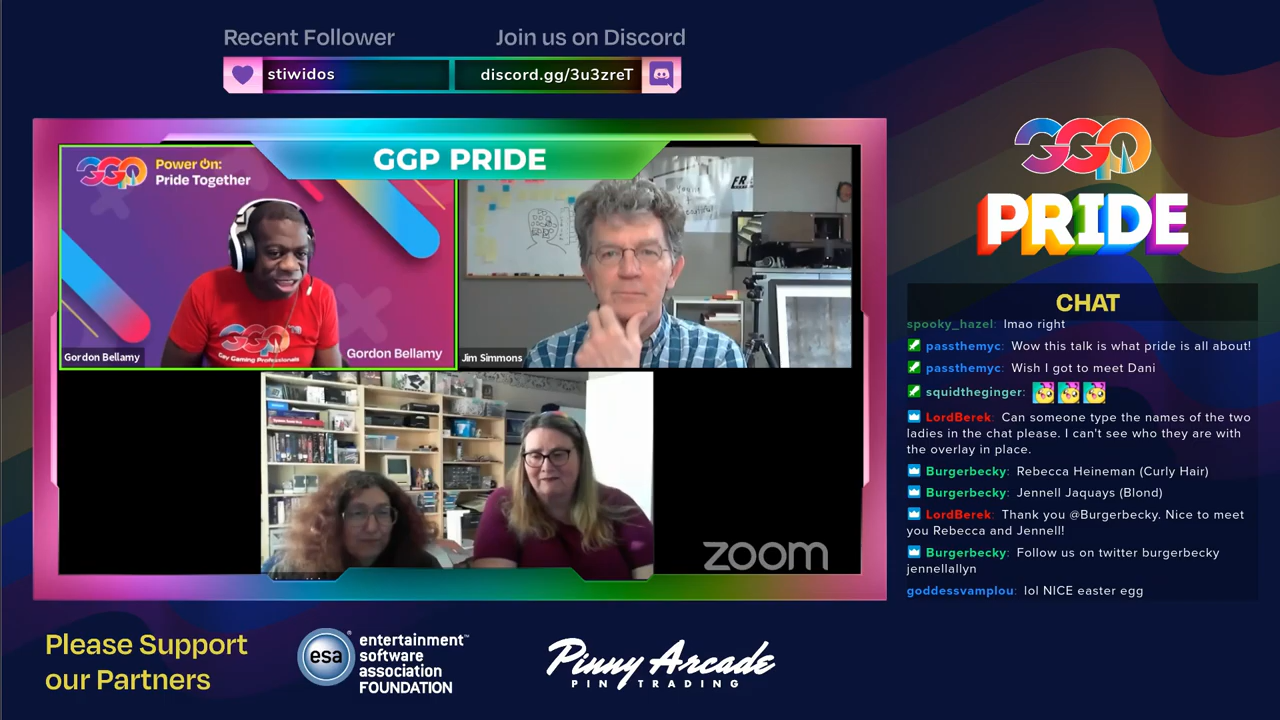 Recent Follower
Join us on Discord
stiwidos
discord.gg/3u3zreT
GGP PRIDE
GGP
Power On:
Pride Together
GGP
Gay Gaming Professionals
Gordon Bellamy
Gordon Bellamy
Jim Simmons
zoom
GGP
PRIDE
CHAT
spooky_hazel: lmao right
passthemyc: Wow this talk is what pride is all about!
passthemyc: Wish I got to meet Dani
squidtheginger:
LordBerek: Can someone type the names of the two
ladies in the chat please. I can't see who they are with
the overlay in place.
Burgerbecky: Rebecca Heineman (Curly Hair)
Burgerbecky: Jennell Jaquays (Blond)
LordBerek: Thank you @Burgerbecky. Nice to meet
you Rebecca and Jennell!
Burgerbecky: Follow us on twitter burgerbecky
jennellallyn
goddessvamplou: lol NICE easter egg
Please Support
our Partners
esa
®
entertainment™
software
association
FOUNDATION
Pinny Arcade
PIN TRADING